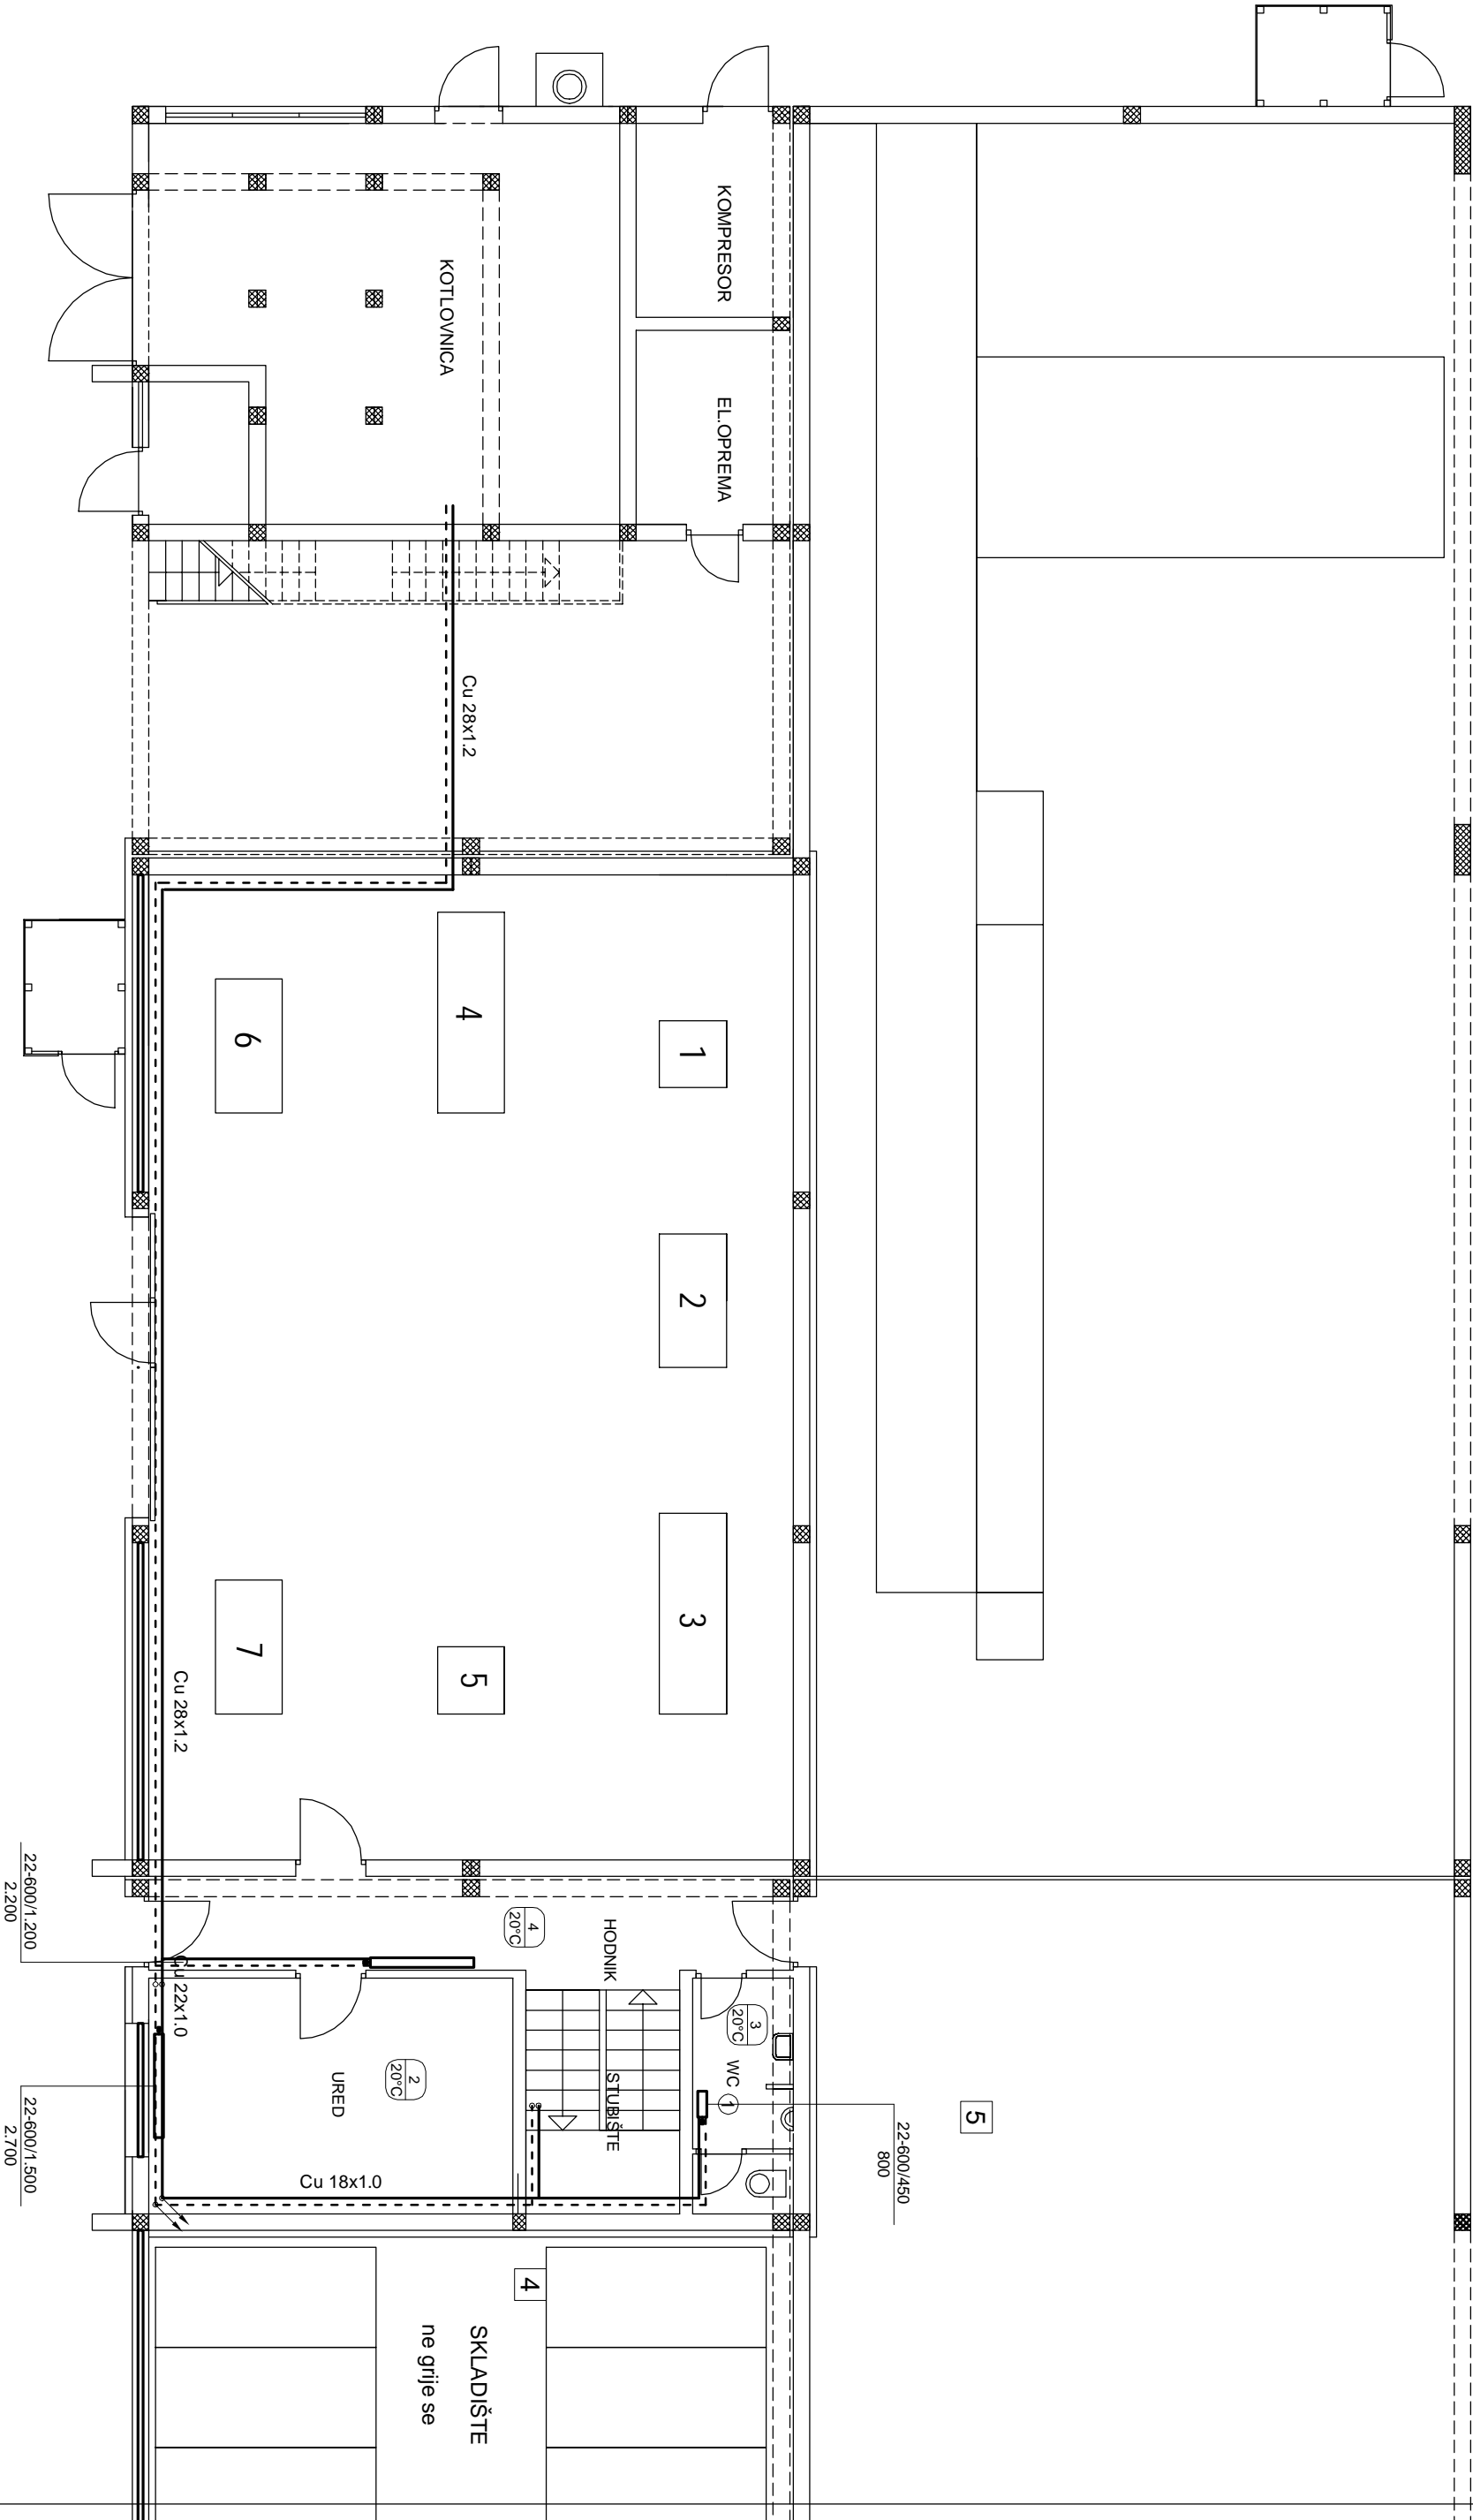 KOMPRESOR
KOTLOVNICA
EL.OPREMA
Cu 28x1.2
6
4
1
2
3
7
5
Cu 28x1.2
22-600/1.200
2.200
Cu 22x1.0
4
20°C
HODNIK
3
20°C
WC
1
2
20°C
URED
STUBIŠTE
22-600/450
800
5
22-600/1.500
2.700
Cu 18x1.0
4
SKLADIŠTE
ne grije se